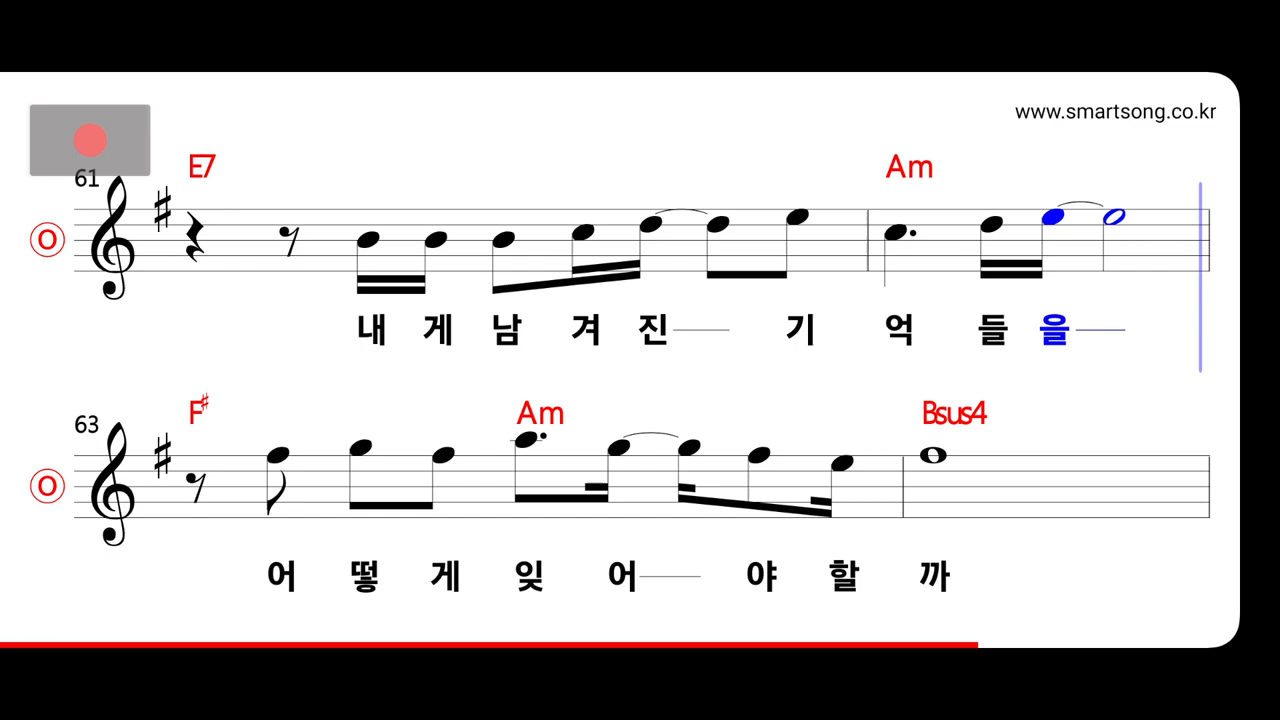 www.smartsong.co.kr
61
E7 Am
O
내 게 남 겨 진 기 억 들 을
63
F♯ Am Bsus4
O
어 떻 게 잊 어 야 할 까